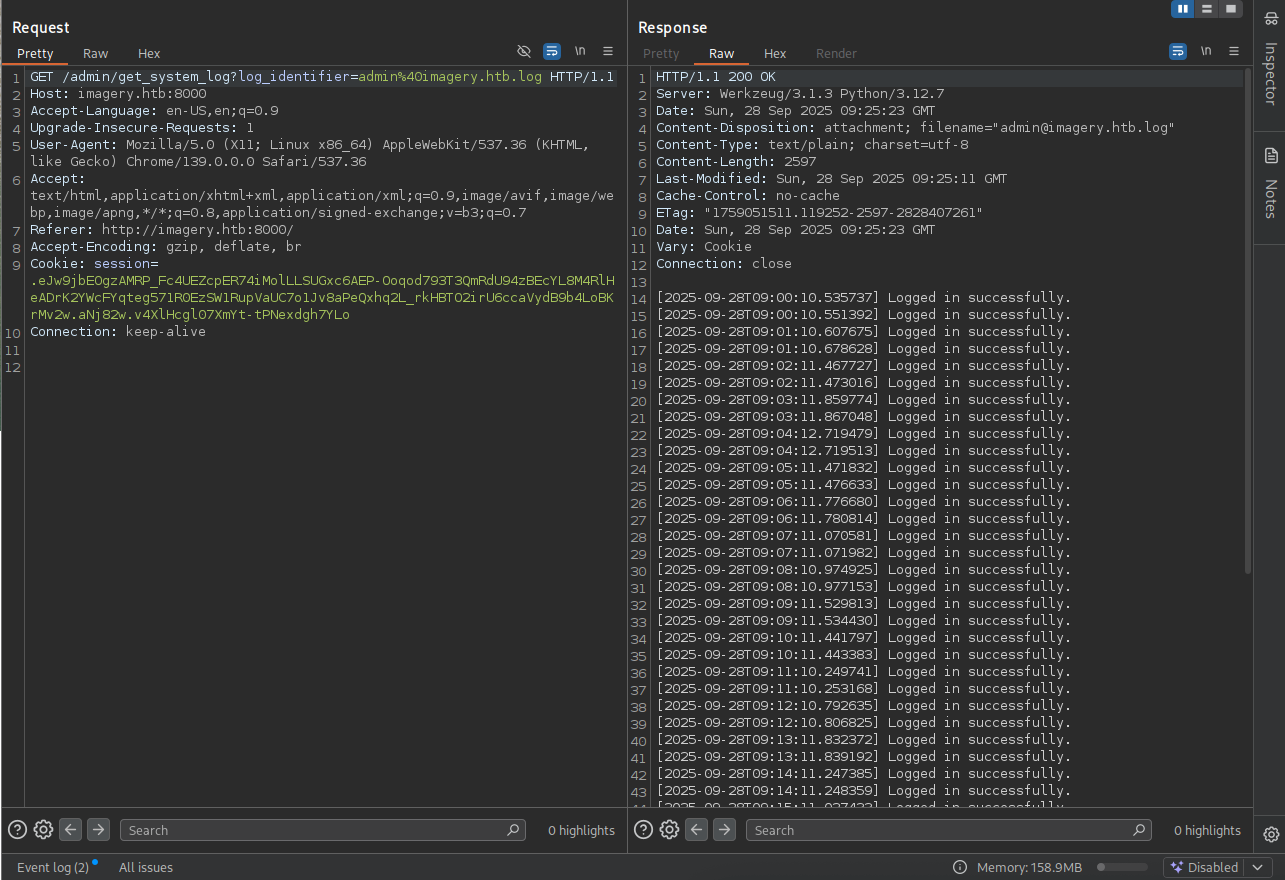 Request
Pretty Raw Hex \n
1 GET /admin/get_system_log?log_identifier=admin%40imagery.htb.log HTTP/1.1
2 Host: imagery.htb:8000
3 Accept-Language: en-US,en;q=0.9
4 Upgrade-Insecure-Requests: 1
5 User-Agent: Mozilla/5.0 (X11; Linux x86_64) AppleWebKit/537.36 (KHTML,
like Gecko) Chrome/139.0.0.0 Safari/537.36
6 Accept:
text/html,application/xhtml+xml,application/xml;q=0.9,image/avif,image/we
bp,image/apng,*/*;q=0.8,application/signed-exchange;v=b3;q=0.7
7 Referer: http://imagery.htb:8000/
8 Accept-Encoding: gzip, deflate, br
9 Cookie: session=
.eJw9jbEOgzAMRP_Fc4UEZcpER74iMolLLSUGxc6AEP-Ooqod793T3QmRdU94zBEcYL8M4RlH
eADrK2YWcFYqteg571R0EzSW1RupVaUC7o1Jv8aPeQxhq2L_rkHBTO2irU6ccaVydB9b4LoBK
rMv2w.aNj82w.v4XlHcgl07XmYt-tPNexdgh7YLo
10 Connection: keep-alive
11
12
Response
Pretty Raw Hex Render \n
1 HTTP/1.1 200 OK
2 Server: Werkzeug/3.1.3 Python/3.12.7
3 Date: Sun, 28 Sep 2025 09:25:23 GMT
4 Content-Disposition: attachment; filename="admin@imagery.htb.log"
5 Content-Type: text/plain; charset=utf-8
6 Content-Length: 2597
7 Last-Modified: Sun, 28 Sep 2025 09:25:11 GMT
8 Cache-Control: no-cache
9 ETag: "1759051511.119252-2597-2828407261"
10 Date: Sun, 28 Sep 2025 09:25:23 GMT
11 Vary: Cookie
12 Connection: close
13
14 [2025-09-28T09:00:10.535737] Logged in successfully.
15 [2025-09-28T09:00:10.551392] Logged in successfully.
16 [2025-09-28T09:01:10.607675] Logged in successfully.
17 [2025-09-28T09:01:10.678628] Logged in successfully.
18 [2025-09-28T09:02:11.467727] Logged in successfully.
19 [2025-09-28T09:02:11.473016] Logged in successfully.
20 [2025-09-28T09:03:11.859774] Logged in successfully.
21 [2025-09-28T09:03:11.867048] Logged in successfully.
22 [2025-09-28T09:04:12.719479] Logged in successfully.
23 [2025-09-28T09:04:12.719513] Logged in successfully.
24 [2025-09-28T09:05:11.471832] Logged in successfully.
25 [2025-09-28T09:05:11.476633] Logged in successfully.
26 [2025-09-28T09:06:11.776680] Logged in successfully.
27 [2025-09-28T09:06:11.780814] Logged in successfully.
28 [2025-09-28T09:07:11.070581] Logged in successfully.
29 [2025-09-28T09:07:11.071982] Logged in successfully.
30 [2025-09-28T09:08:10.974925] Logged in successfully.
31 [2025-09-28T09:08:10.977153] Logged in successfully.
32 [2025-09-28T09:09:11.529813] Logged in successfully.
33 [2025-09-28T09:09:11.534430] Logged in successfully.
34 [2025-09-28T09:10:11.441797] Logged in successfully.
35 [2025-09-28T09:10:11.443383] Logged in successfully.
36 [2025-09-28T09:11:10.249741] Logged in successfully.
37 [2025-09-28T09:11:10.253168] Logged in successfully.
38 [2025-09-28T09:12:10.792635] Logged in successfully.
39 [2025-09-28T09:12:10.806825] Logged in successfully.
40 [2025-09-28T09:13:11.832372] Logged in successfully.
41 [2025-09-28T09:13:11.839192] Logged in successfully.
42 [2025-09-28T09:14:11.247385] Logged in successfully.
43 [2025-09-28T09:14:11.248359] Logged in successfully.
Inspector
Notes
Search 0 highlights
Search 0 highlights
Event log (2) All issues
Memory: 158.9MB
Disabled